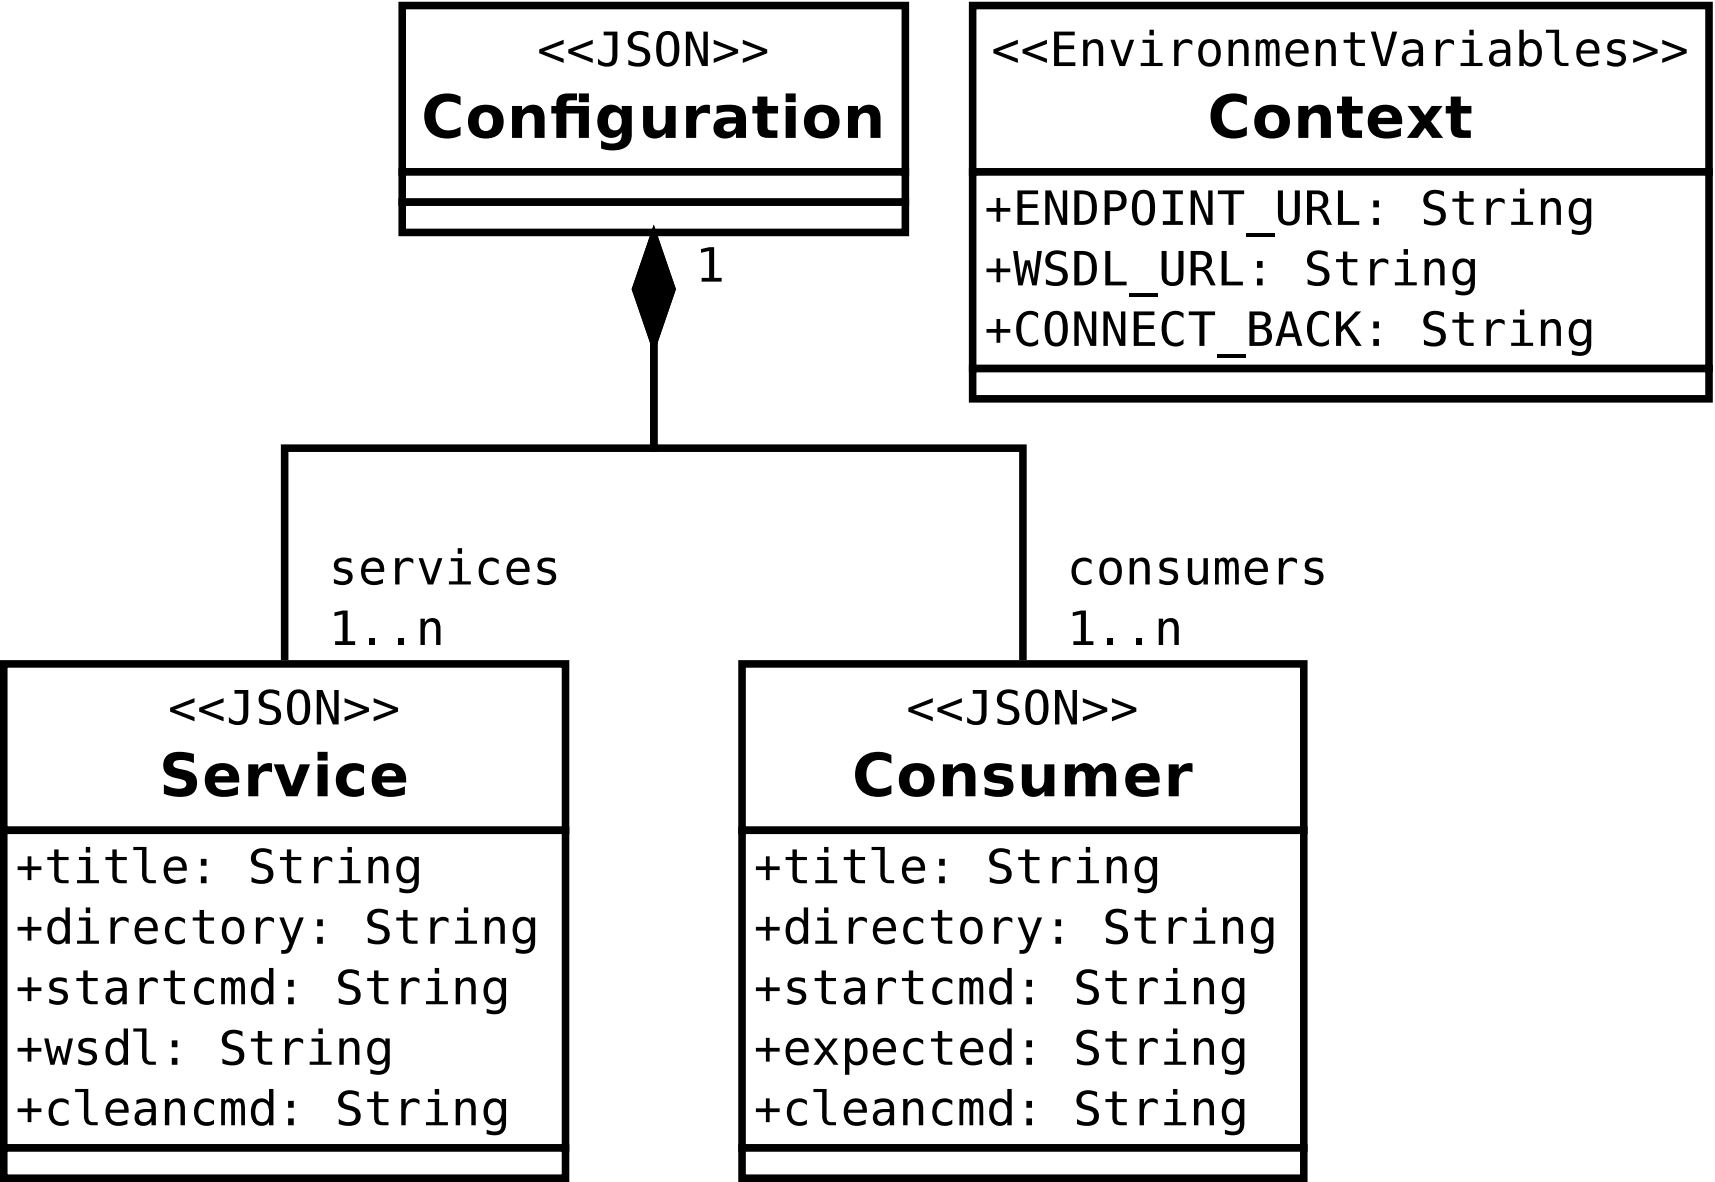 <<JSON>>
Configuration
1
<<EnvironmentVariables>>
Context
+ENDPOINT_URL: String
+WSDL_URL: String
+CONNECT_BACK: String
services
1..n
consumers
1..n
<<JSON>>
Service
+title: String
+directory: String
+startcmd: String
+wsdl: String
+cleancmd: String
<<JSON>>
Consumer
+title: String
+directory: String
+startcmd: String
+expected: String
+cleancmd: String